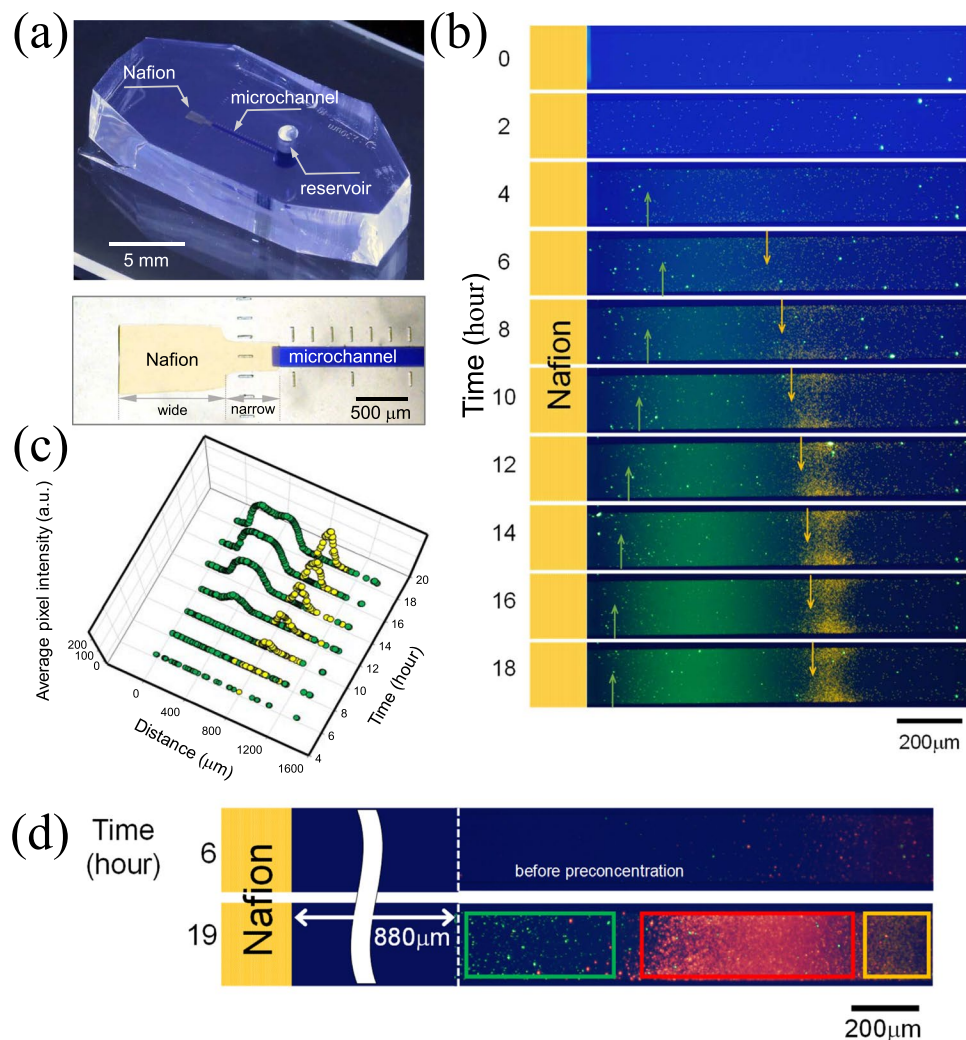 (a)
Nafion
microchannel
reservoir
5 mm
Nafion
microchannel
wide
narrow
500 μm
(b)
Time (hour)
Nafion
0
2
4
6
8
10
12
14
16
18
200μm
(c)
Average pixel intensity (a.u.)
200
100
0
0
400
800
1200
1600
Distance (μm)
4
6
8
10
12
14
16
18
20
Time (hour)
(d)
Time
(hour)
6
19
Nafion
before preconcentration
880μm
200μm